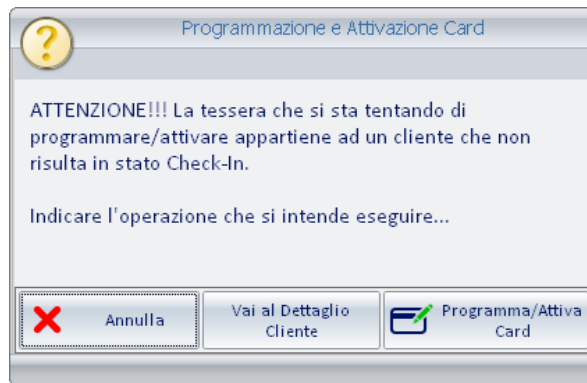 Programmazione e Attivazione Card
ATTENZIONE!!! La tessera che si sta tentando di
programmare/attivare appartiene ad un cliente che non
risulta in stato Check-In.
Indicare l'operazione che si intende eseguire...
Annulla
Vai al Dettaglio
Cliente
Programma/Attiva
Card